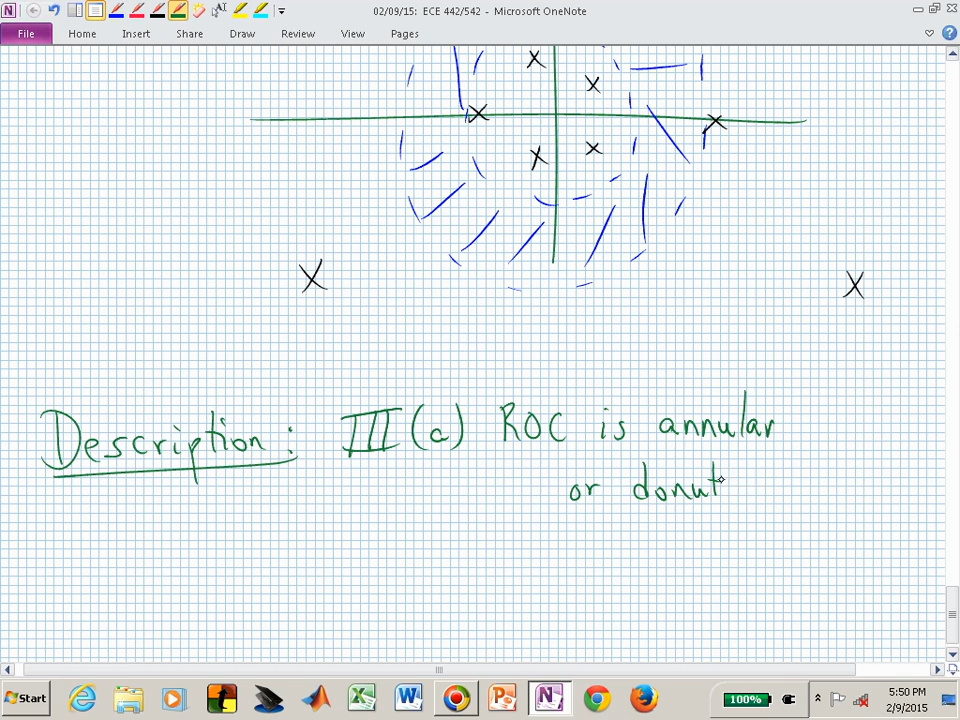 02/09/15: ECE 442/542 - Microsoft OneNote
File Home Insert Share Draw Review View Pages
Description: III(a) ROC is annular
or donut
100%
Start
5:50 PM
2/9/2015